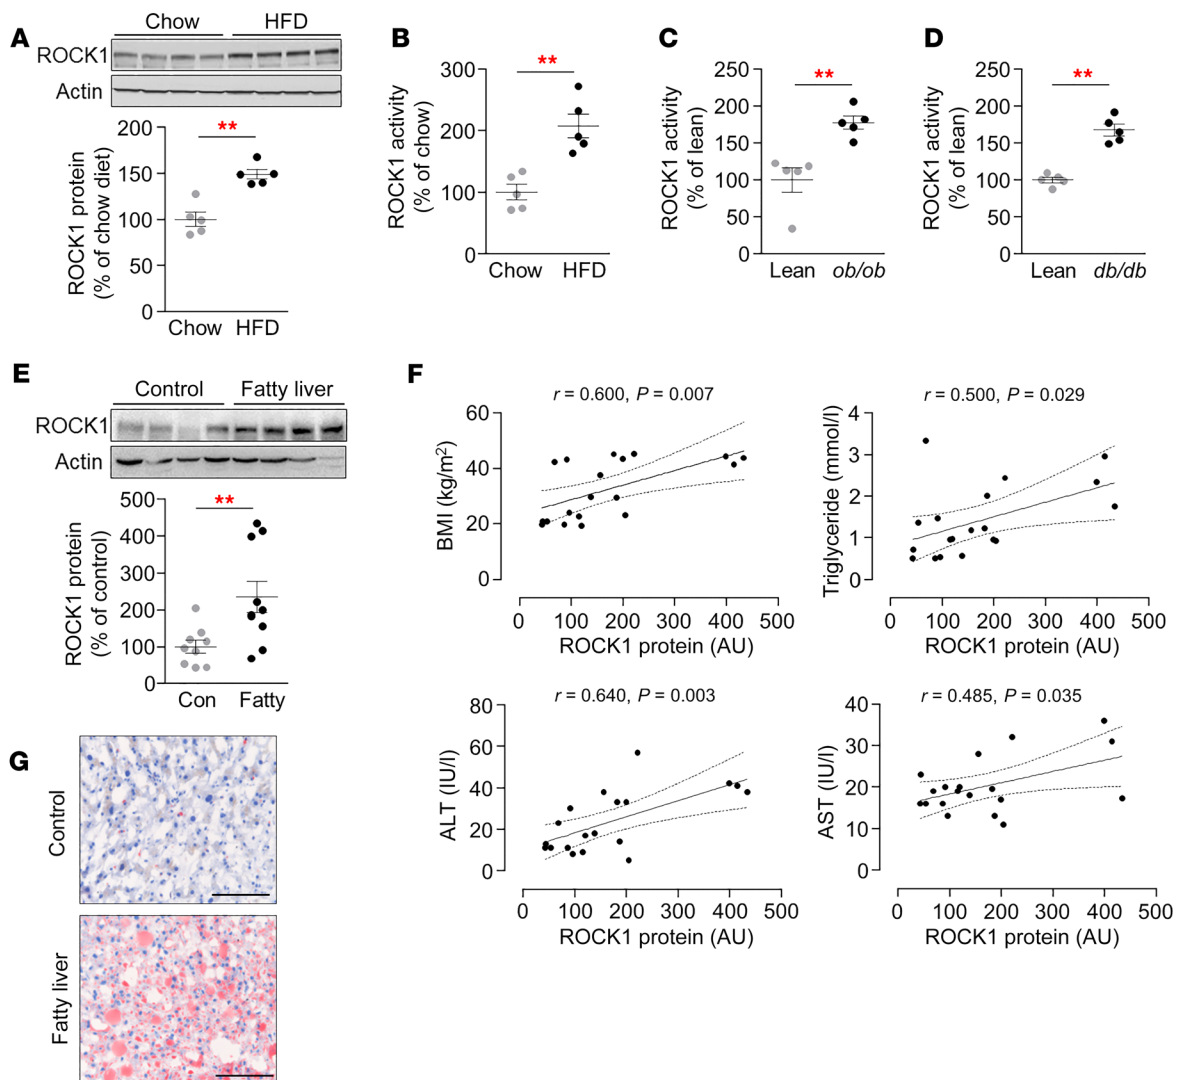 A
Chow HFD
ROCK1
Actin
**
ROCK1 protein
(% of chow diet)
200
150
100
50
0
Chow HFD
B
**
ROCK1 activity
(% of chow)
300
200
100
0
Chow HFD
C
**
ROCK1 activity
(% of lean)
250
200
150
100
50
0
Lean ob/ob
D
**
ROCK1 activity
(% of lean)
250
200
150
100
50
0
Lean db/db
E
Control Fatty liver
ROCK1
Actin
**
ROCK1 protein
(% of control)
500
400
300
200
100
0
Con Fatty
F
r = 0.600, P = 0.007
BMI (kg/m2)
60
40
20
0
0 100 200 300 400 500
ROCK1 protein (AU)
r = 0.500, P = 0.029
Triglyceride (mmol/l)
4
3
2
1
0
0 100 200 300 400 500
ROCK1 protein (AU)
r = 0.640, P = 0.003
ALT (IU/l)
80
60
40
20
0
0 100 200 300 400 500
ROCK1 protein (AU)
r = 0.485, P = 0.035
AST (IU/l)
40
30
20
10
0
0 100 200 300 400 500
ROCK1 protein (AU)
G
Control
Fatty liver